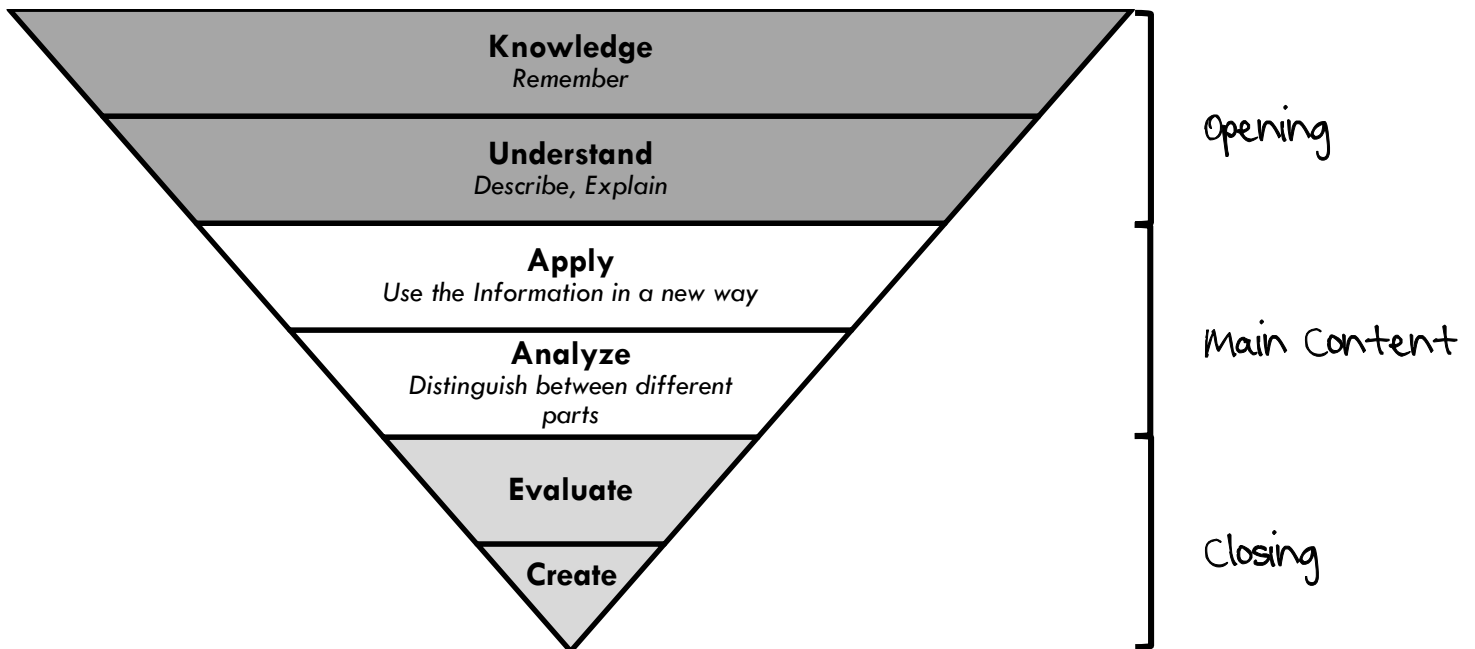 Knowledge
Remember
Understand
Describe, Explain
Opening
Apply
Use the Information in a new way
Analyze
Distinguish between different
parts
Main Content
Evaluate
Create
Closing